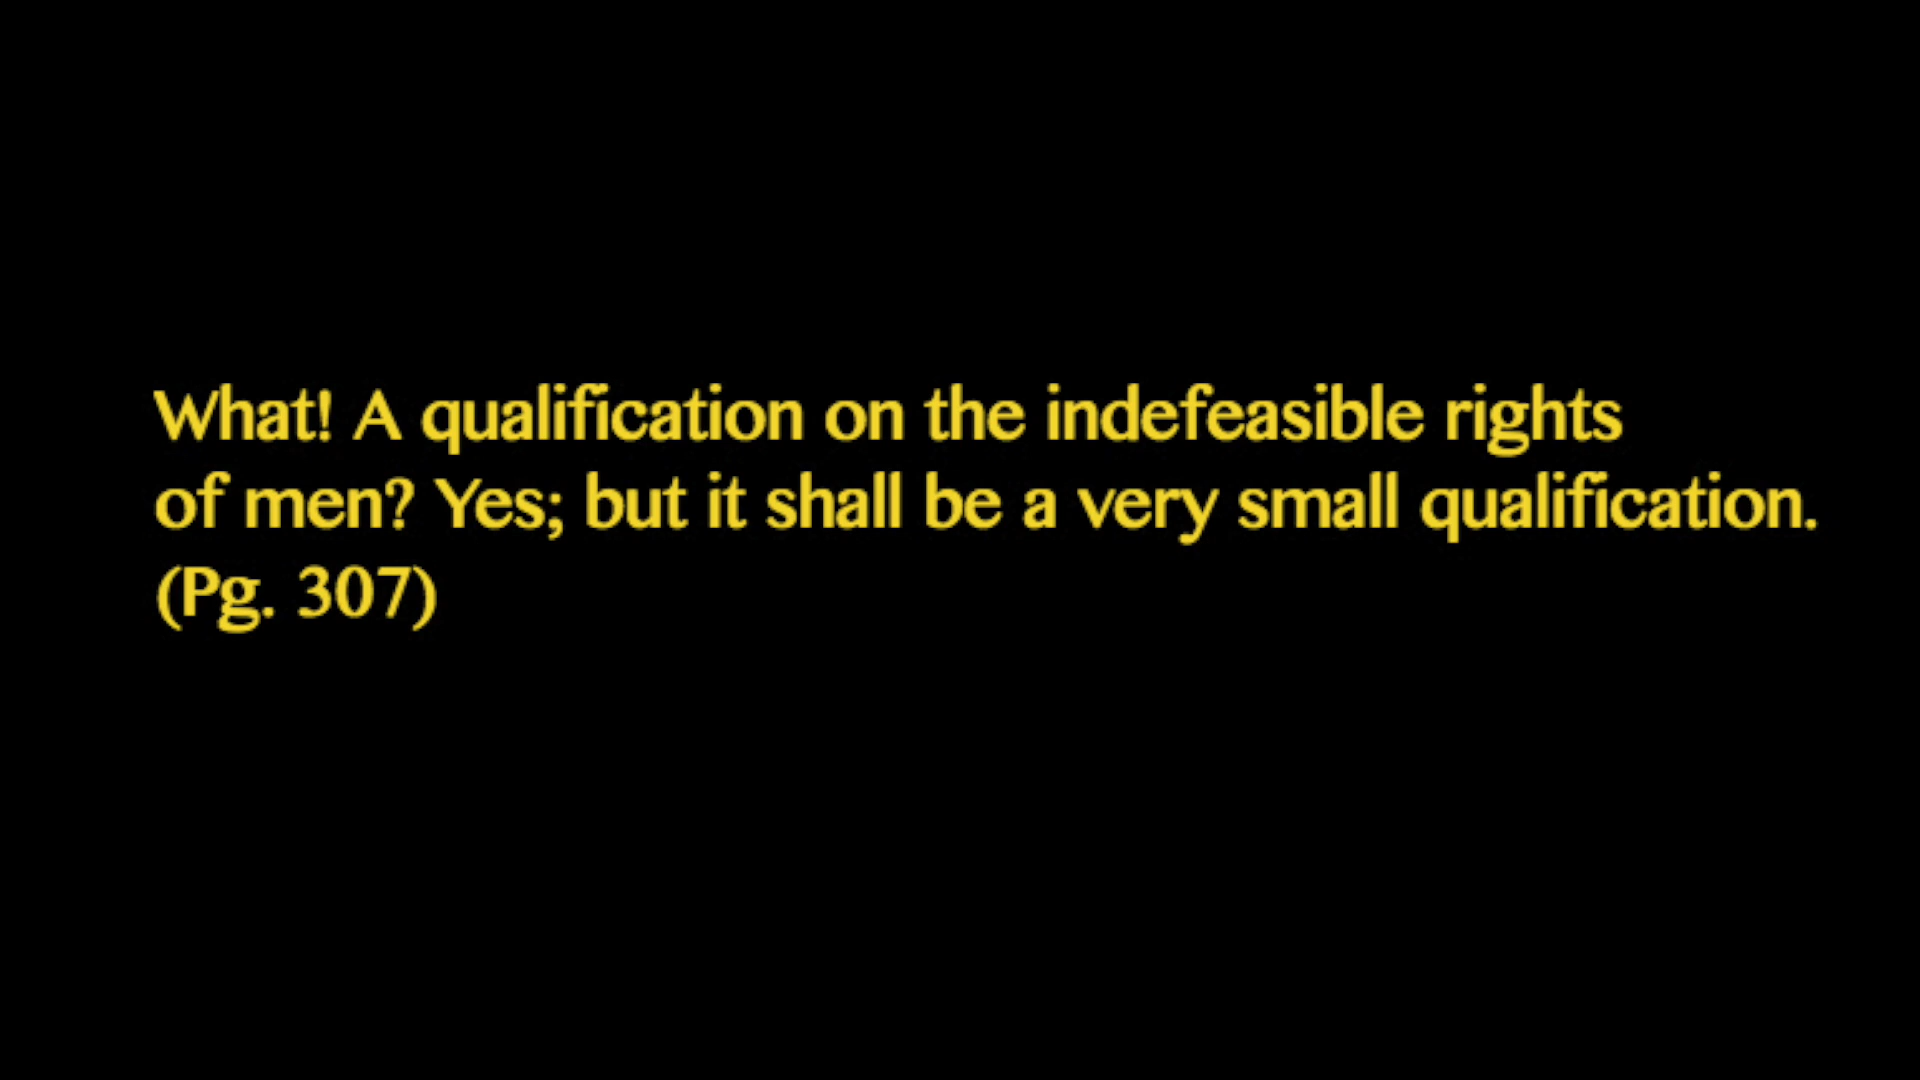 What! A qualification on the indefeasible rights
of men? Yes; but it shall be a very small qualification.
(Pg. 307)